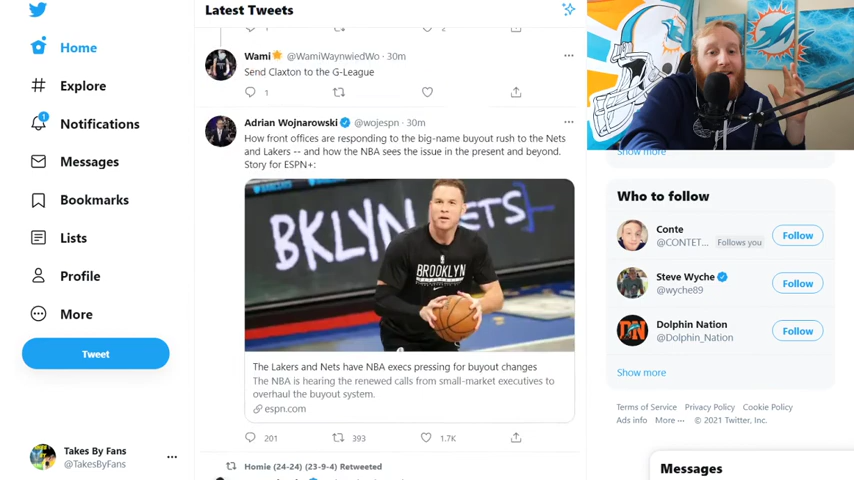 Latest Tweets
Home
Explore
1
Notifications
Messages
Bookmarks
Lists
Profile
More
Tweet
Takes By Fans
@TakesByFans
Wami @WamiWaynwiedWo · 30m
Send Claxton to the G-League
1
Adrian Wojnarowski @wojespn · 30m
How front offices are responding to the big-name buyout rush to the Nets
and Lakers -- and how the NBA sees the issue in the present and beyond.
Story for ESPN+:
BKLYN NETS
BROOKLYN
The Lakers and Nets have NBA execs pressing for buyout changes
The NBA is hearing the renewed calls from small-market executives to
overhaul the buyout system.
espn.com
201
393
1.7K
Homie (24-24) (23-9-4) Retweeted
Show more
Who to follow
Conte
@CONTET... Follows you
Follow
Steve Wyche
@wyche89
Follow
DN
Dolphin Nation
@Dolphin_Nation
Follow
Show more
Terms of Service Privacy Policy Cookie Policy
Ads info More ··· © 2021 Twitter, Inc.
Messages